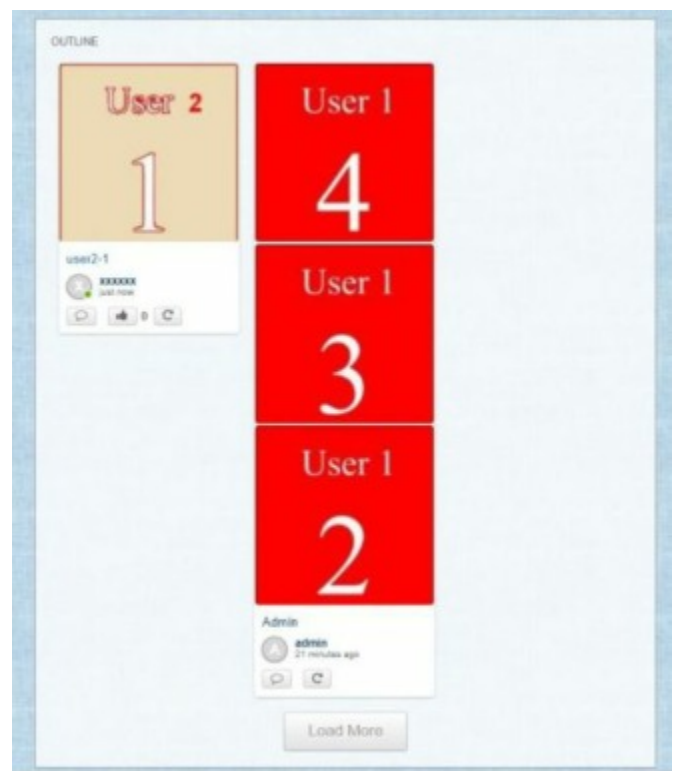 OUTLINE
User 2
1
user2-1
xxxxxx
just now
0
User 1
4
User 1
3
User 1
2
Admin
admin
21 minutes ago
Load More